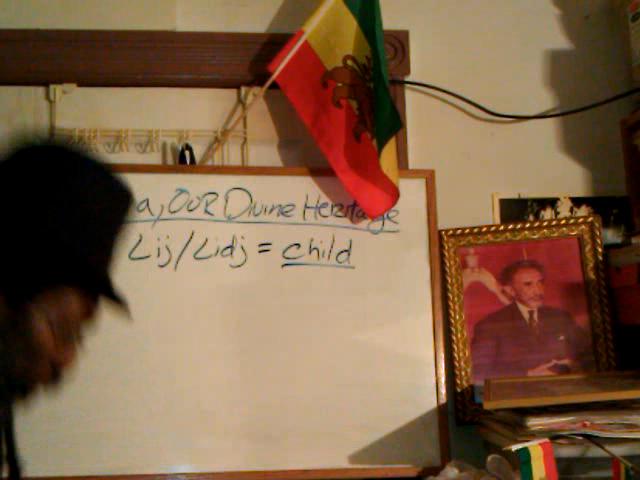 a, OUR Divine Heritage
Lij/Lidj = child